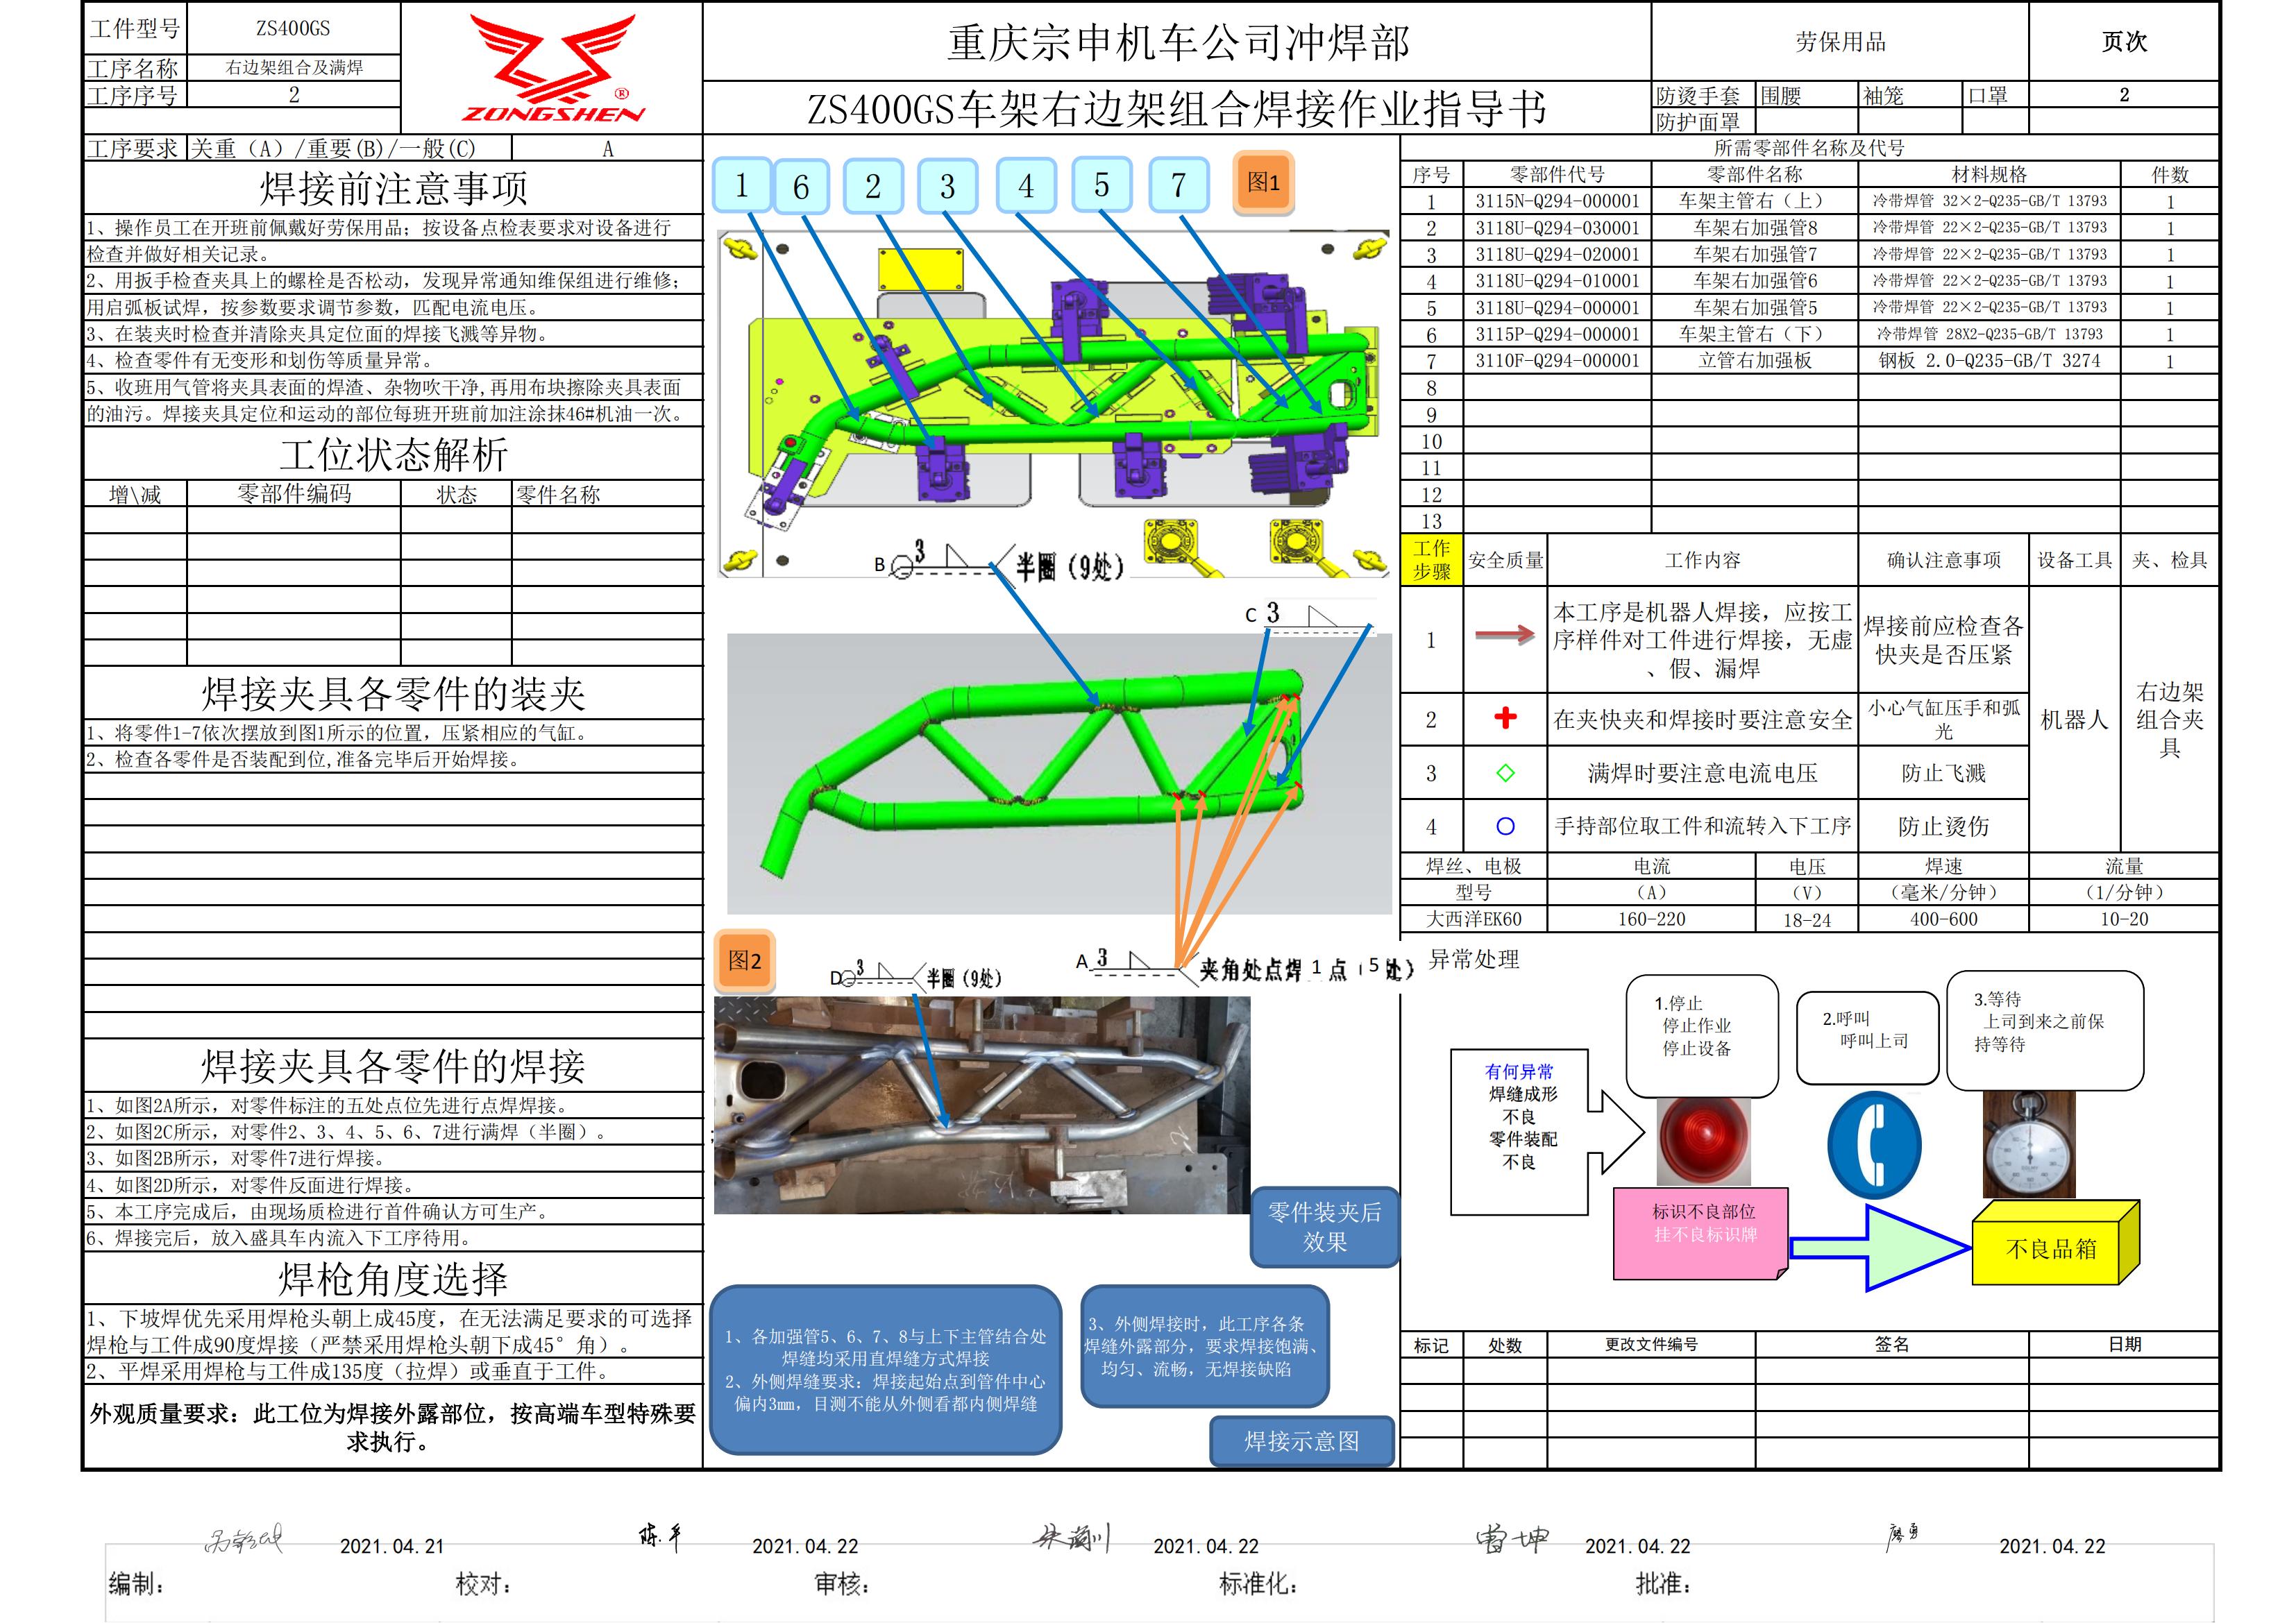 工件型号 ZS400GS
工序名称 右边架组合及满焊
工序序号 2
ZONGSHEN ®
重庆宗申机车公司冲焊部
ZS400GS车架右边架组合焊接作业指导书
劳保用品 页次
防烫手套 围腰 袖笼 口罩 2
防护面罩
工序要求 关重（A）/重要(B)/一般(C) A
焊接前注意事项
1、操作员工在开班前佩戴好劳保用品；按设备点检表要求对设备进行
检查并做好相关记录。
2、用扳手检查夹具上的螺栓是否松动，发现异常通知维保组进行维修；
用启弧板试焊，按参数要求调节参数，匹配电流电压。
3、在装夹时检查并清除夹具定位面的焊接飞溅等异物。
4、检查零件有无变形和划伤等质量异常。
5、收班用气管将夹具表面的焊渣、杂物吹干净,再用布块擦除夹具表面
的油污。焊接夹具定位和运动的部位每班开班前加注涂抹46#机油一次。
工位状态解析
增\减 零部件编码 状态 零件名称
焊接夹具各零件的装夹
1、将零件1-7依次摆放到图1所示的位置，压紧相应的气缸。
2、检查各零件是否装配到位,准备完毕后开始焊接。
焊接夹具各零件的焊接
1、如图2A所示，对零件标注的五处点位先进行点焊焊接。
2、如图2C所示，对零件2、3、4、5、6、7进行满焊（半圈）。
3、如图2B所示，对零件7进行焊接。
4、如图2D所示，对零件反面进行焊接。
5、本工序完成后，由现场质检进行首件确认方可生产。
6、焊接完后，放入盛具车内流入下工序待用。
焊枪角度选择
1、下坡焊优先采用焊枪头朝上成45度，在无法满足要求的可选择
焊枪与工件成90度焊接（严禁采用焊枪头朝下成45°角）。
2、平焊采用焊枪与工件成135度（拉焊）或垂直于工件。
外观质量要求：此工位为焊接外露部位，按高端车型特殊要
求执行。
1 6 2 3 4 5 7 图1
B 3 半圈（9处）
C 3
图2
D 3 半圈（9处）
A 3 夹角处点焊 1 点（5处）
;
零件装夹后
效果
1、各加强管5、6、7、8与上下主管结合处
焊缝均采用直焊缝方式焊接
2、外侧焊缝要求：焊接起始点到管件中心
偏内3mm，目测不能从外侧看都内侧焊缝
3、外侧焊接时，此工序各条
焊缝外露部分，要求焊接饱满、
均匀、流畅，无焊接缺陷
焊接示意图
所需零部件名称及代号
序号 零部件代号 零部件名称 材料规格 件数
1 3115N-Q294-000001 车架主管右（上） 冷带焊管 32×2-Q235-GB/T 13793 1
2 3118U-Q294-030001 车架右加强管8 冷带焊管 22×2-Q235-GB/T 13793 1
3 3118U-Q294-020001 车架右加强管7 冷带焊管 22×2-Q235-GB/T 13793 1
4 3118U-Q294-010001 车架右加强管6 冷带焊管 22×2-Q235-GB/T 13793 1
5 3118U-Q294-000001 车架右加强管5 冷带焊管 22×2-Q235-GB/T 13793 1
6 3115P-Q294-000001 车架主管右（下） 冷带焊管 28X2-Q235-GB/T 13793 1
7 3110F-Q294-000001 立管右加强板 钢板 2.0-Q235-GB/T 3274 1
8
9
10
11
12
13
工作步骤 安全质量 工作内容 确认注意事项 设备工具 夹、检具
1 本工序是机器人焊接，应按工
序样件对工件进行焊接，无虚
、假、漏焊
焊接前应检查各
快夹是否压紧
2 在夹快夹和焊接时要注意安全 小心气缸压手和弧
光
3 满焊时要注意电流电压 防止飞溅
4 手持部位取工件和流转入下工序 防止烫伤
机器人
右边架
组合夹
具
焊丝、电极 电流 电压 焊速 流量
型号 （A） （V） （毫米/分钟） （1/分钟）
大西洋EK60 160-220 18-24 400-600 10-20
异常处理
有何异常
焊缝成形
不良
零件装配
不良
1.停止
停止作业
停止设备
2.呼叫
呼叫上司
3.等待
上司到来之前保
持等待
标识不良部位
挂不良标识牌
不良品箱
标记 处数 更改文件编号 签名 日期
2021.04.21 陈平 2021.04.22 2021.04.22 雷坤 2021.04.22 廖勇 2021.04.22
编制： 校对： 审核： 标准化： 批准：